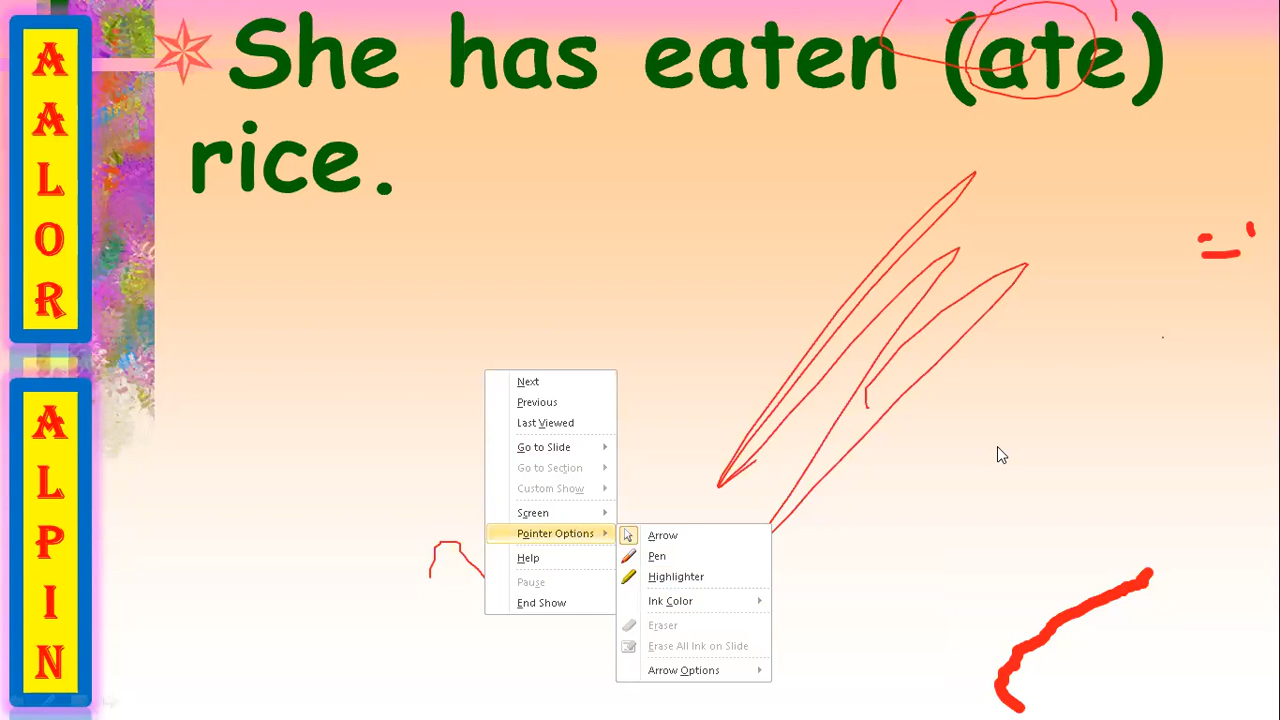 She has eaten (ate)
rice.
AALOR
ALPIN
Next
Previous
Last Viewed
Go to Slide
Go to Section
Custom Show
Screen
Pointer Options
Help
Pause
End Show
Arrow
Pen
Highlighter
Ink Color
Eraser
Erase All Ink on Slide
Arrow Options